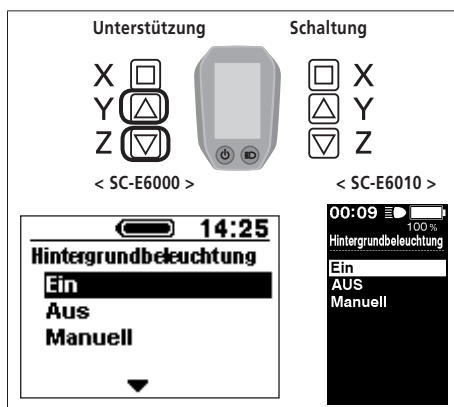 Unterstützung Schaltung
X X
Y Y
Z Z
< SC-E6000 > < SC-E6010 >
14:25
Hintergrundbeleuchtung
Ein
Aus
Manuell
00:09
100 %
Hintergrundbeleuchtung
Ein
AUS
Manuell